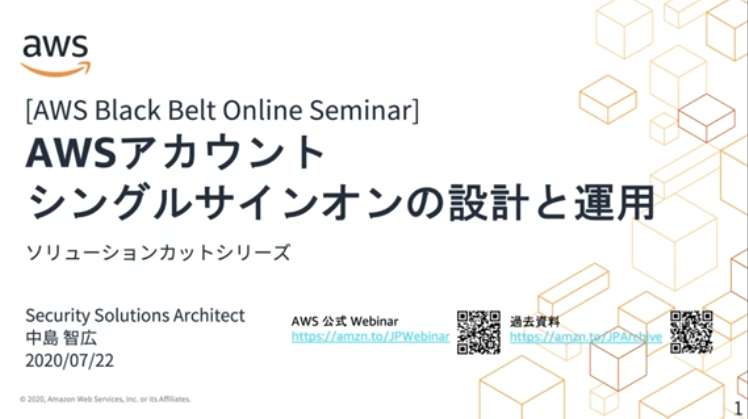 aws
[AWS Black Belt Online Seminar]
AWSアカウント
シングルサインオンの設計と運用
ソリューションカットシリーズ
Security Solutions Architect
中島 智広
2020/07/22
AWS 公式 Webinar
https://amzn.to/JPWebinar
過去資料
https://amzn.to/JPArchive
© 2020, Amazon Web Services, Inc. or its Affiliates.
1